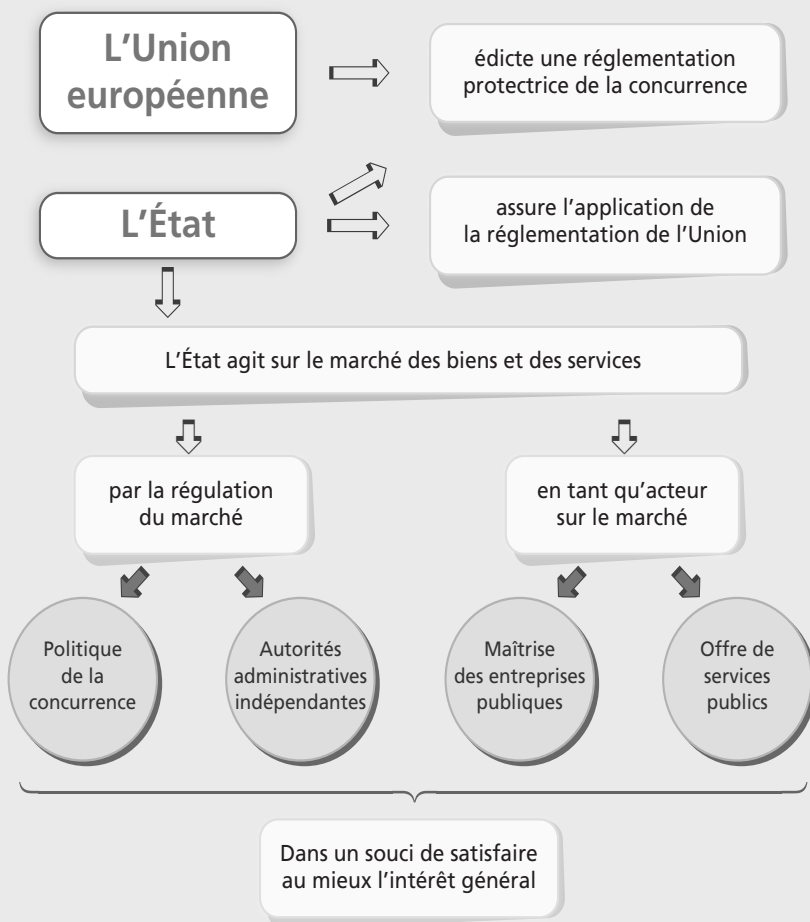 L’Union
européenne
édicte une réglementation
protectrice de la concurrence
L’État
assure l’application de
la réglementation de l’Union
L’État agit sur le marché des biens et des services
par la régulation
du marché
en tant qu’acteur
sur le marché
Politique
de la
concurrence
Autorités
administratives
indépendantes
Maîtrise
des entreprises
publiques
Offre de
services
publics
Dans un souci de satisfaire
au mieux l’intérêt général